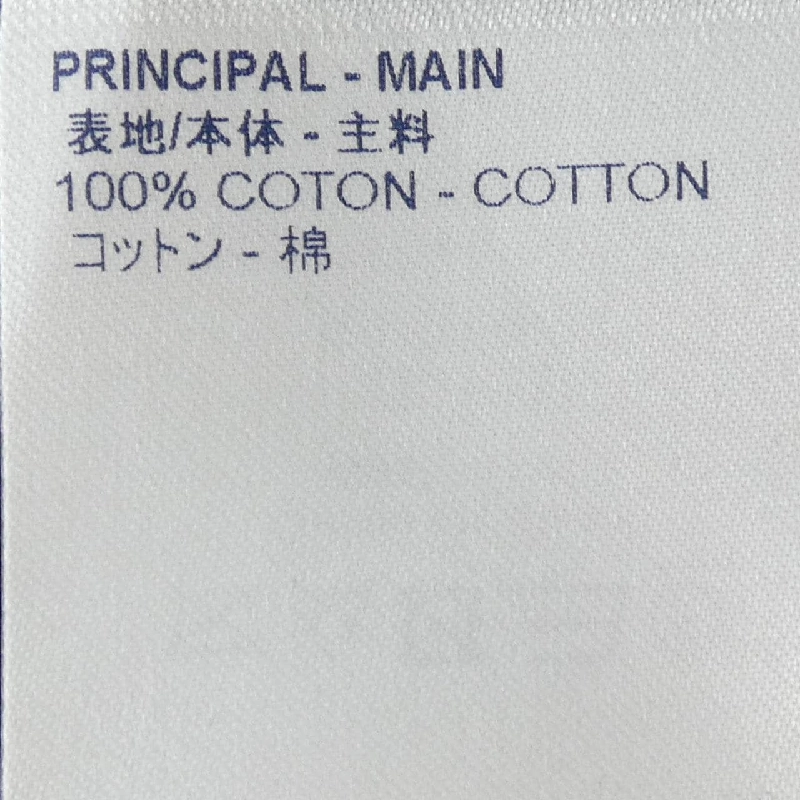 PRINCIPAL - MAIN
表地/本体 - 主料
100% COTON - COTTON
コットン - 棉